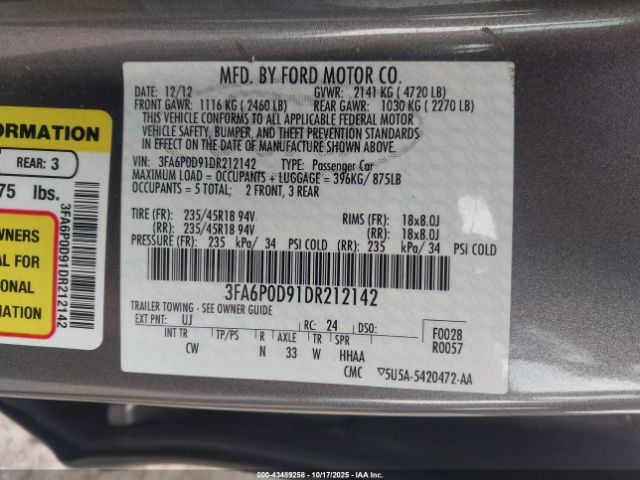 MFD. BY FORD MOTOR CO.
DATE: 12/12 GVWR: 2141 KG ( 4720 LB)
FRONT GAWR: 1116 KG ( 2460 LB) REAR GAWR: 1030 KG ( 2270 LB)
THIS VEHICLE CONFORMS TO ALL APPLICABLE FEDERAL MOTOR
VEHICLE SAFETY, BUMPER, AND THEFT PREVENTION STANDARDS
IN EFFECT ON THE DATE OF MANUFACTURE SHOWN ABOVE.
VIN: 3FA6P0D91DR212142 TYPE: Passenger Car
MAXIMUM LOAD = OCCUPANTS + LUGGAGE = 396KG/ 875LB
OCCUPANTS = 5 TOTAL; 2 FRONT, 3 REAR
TIRE (FR): 235/45R18 94V RIMS (FR): 18x8.0J
(RR): 235/45R18 94V (RR): 18x8.0J
PRESSURE (FR): 235 kPa/ 34 PSI COLD (RR): 235 kPa/ 34 PSI COLD
3FA6P0D91DR212142
TRAILER TOWING - SEE OWNER GUIDE
EXT PNT: UJ RC: 24 DSO: F0028
R0057
INT TR TP/PS R AXLE TR SPR
CW N 33 W HHAA
CMC 5U5A-5420472-AA
FORMATION
REAR: 3
75 lbs.
WNERS
AL FOR
IONAL
3FA6P0D91DR212142
000-43489258 - 10/17/2025 - IAA, Inc.